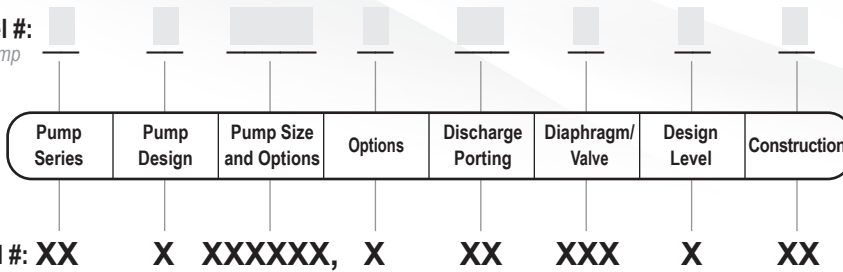 l #:
mp
Pump Series
Pump Design
Pump Size and Options
Options
Discharge Porting
Diaphragm/ Valve
Design Level
Construction
l #: XX X XXXXXX, X XX XXX X XX